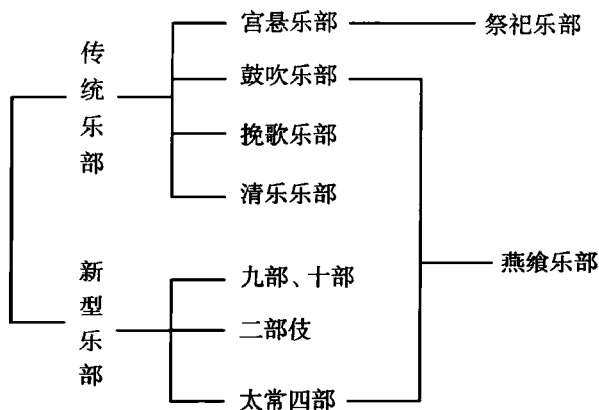 宫悬乐部
祭祀乐部
传统乐部
鼓吹乐部
挽歌乐部
清乐乐部
燕飨乐部
新型乐部
九部、十部
二部伎
太常四部